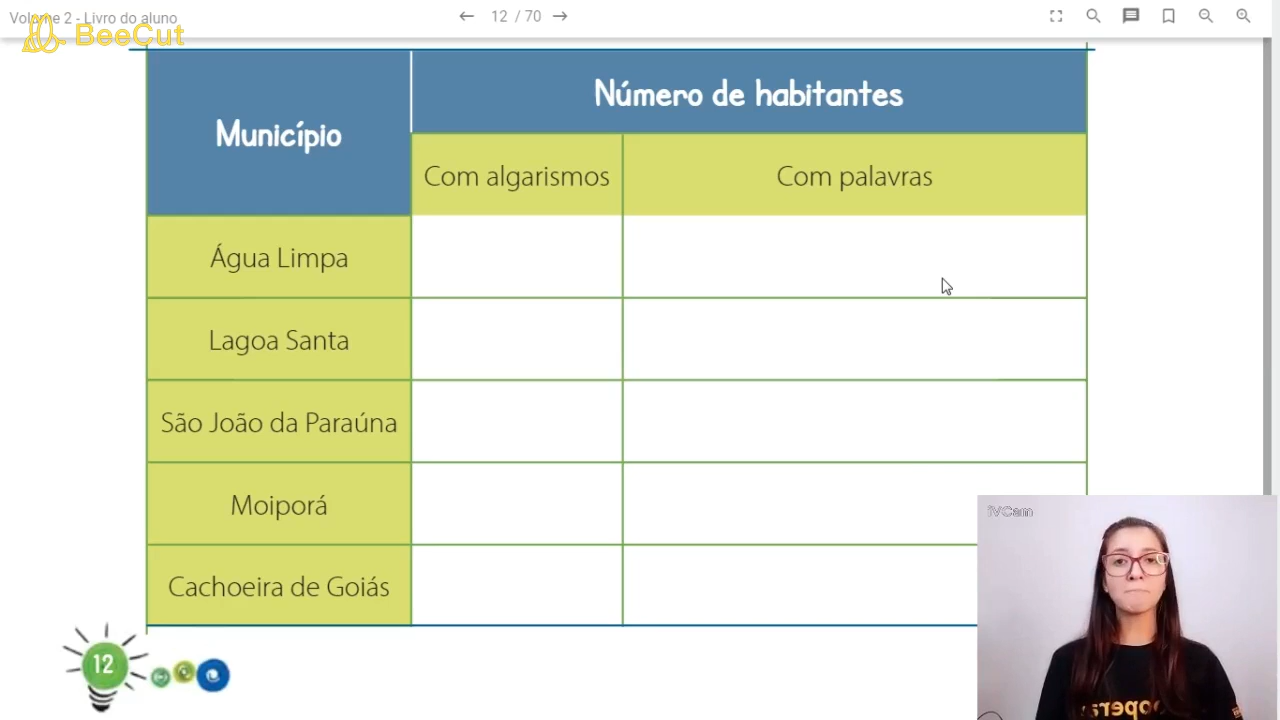 Volume 2 - Livro do aluno
12 / 70
BeeCut
Município
Número de habitantes
Com algarismos
Com palavras
Água Limpa
Lagoa Santa
São João da Paraúna
Moiporá
Cachoeira de Goiás
iVCam
12